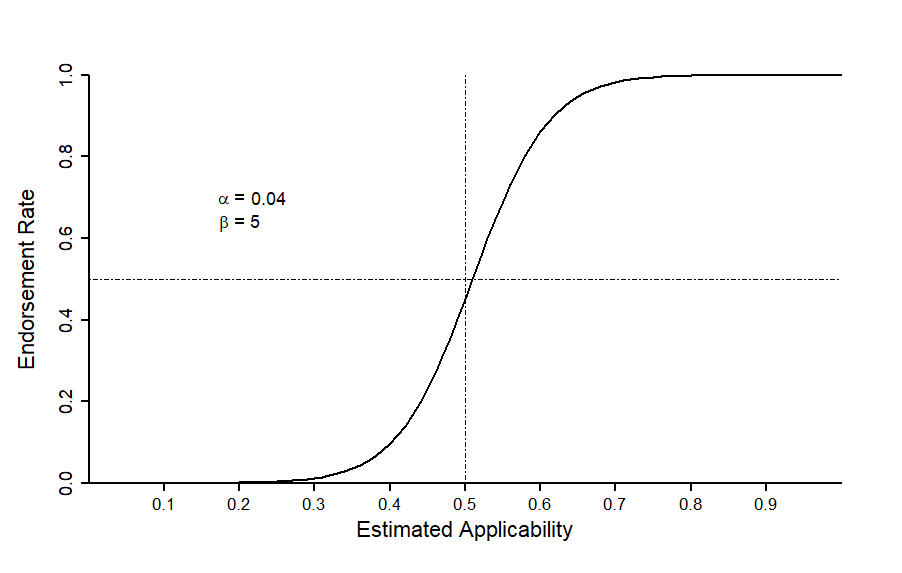 1.0
0.8
0.6
0.4
0.2
0.0
Endorsement Rate
α = 0.04
β = 5
0.1 0.2 0.3 0.4 0.5 0.6 0.7 0.8 0.9
Estimated Applicability